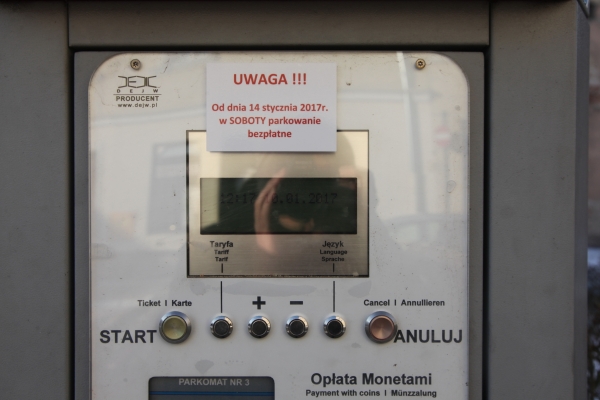 DEJW
PRODUCENT
www.dejw.pl
UWAGA !!!
Od dnia 14 stycznia 2017r.
w SOBOTY parkowanie
bezpłatne
Taryfa
Tariff
Tarif
Język
Language
Sprache
Ticket I Karte
+
−
Cancel I Annullieren
START
ANULUJ
PARKOMAT NR 3
Opłata Monetami
Payment with coins I Münzzalung